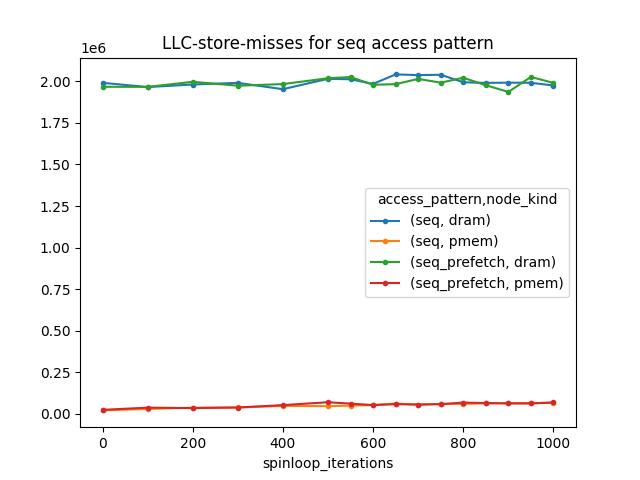 LLC-store-misses for seq access pattern
1e6
2.00
1.75
1.50
1.25
1.00
0.75
0.50
0.25
0.00
access_pattern,node_kind
(seq, dram)
(seq, pmem)
(seq_prefetch, dram)
(seq_prefetch, pmem)
0 200 400 600 800 1000
spinloop_iterations